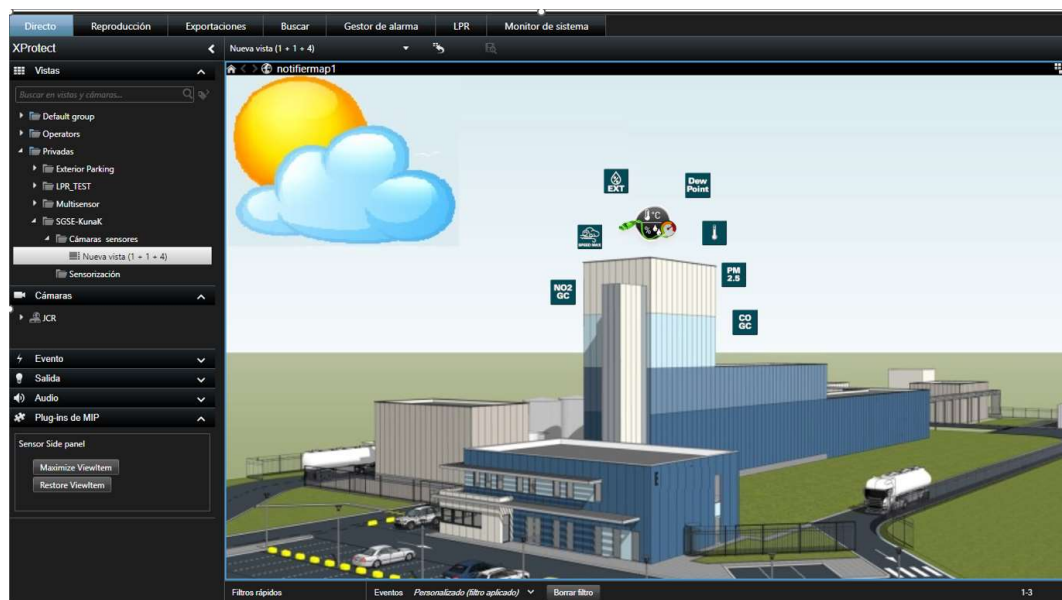 Directo Reproducción Exportaciones Buscar Gestor de alarma LPR Monitor de sistema
XProtect
Nueva vista (1 + 1 + 4)
Vistas
notifiermap1
Buscar en vistas y cámaras...
Default group
Operators
Privadas
Exterior Parking
LPR_TEST
Multisensor
SGSE-KunaK
Cámaras sensores
Nueva vista (1 + 1 + 4)
Sensorización
Cámaras
JCR
Evento
Salida
Audio
Plug-ins de MIP
Sensor Side panel
Maximize ViewItem
Restore ViewItem
EXT
Dew
Point
°C
%
PM
2.5
NO2
GC
CO
GC
Filtros rápidos
Eventos Personalizado (filtro aplicado) Borrar filtro
1-3